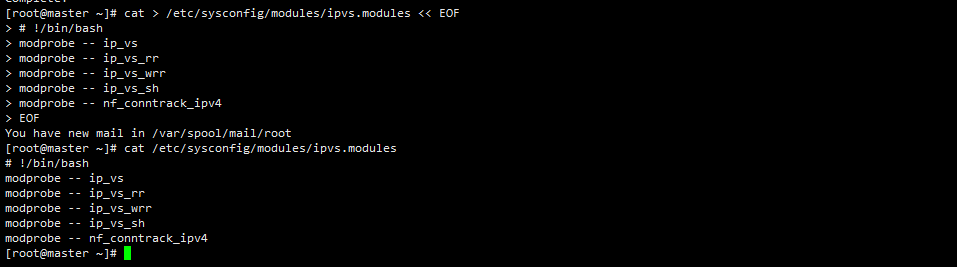 [root@master ~]# cat > /etc/sysconfig/modules/ipvs.modules << EOF
> # !/bin/bash
> modprobe -- ip_vs
> modprobe -- ip_vs_rr
> modprobe -- ip_vs_wrr
> modprobe -- ip_vs_sh
> modprobe -- nf_conntrack_ipv4
> EOF
You have new mail in /var/spool/mail/root
[root@master ~]# cat /etc/sysconfig/modules/ipvs.modules
# !/bin/bash
modprobe -- ip_vs
modprobe -- ip_vs_rr
modprobe -- ip_vs_wrr
modprobe -- ip_vs_sh
modprobe -- nf_conntrack_ipv4
[root@master ~]#